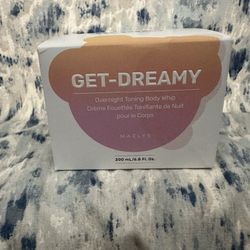 GET-DREAMY
Overnight Toning Body Whip
Crème Fouettée Tonifiante de Nuit
pour le Corps
MAËLYS
200 mL/6.8 Fl. Oz.